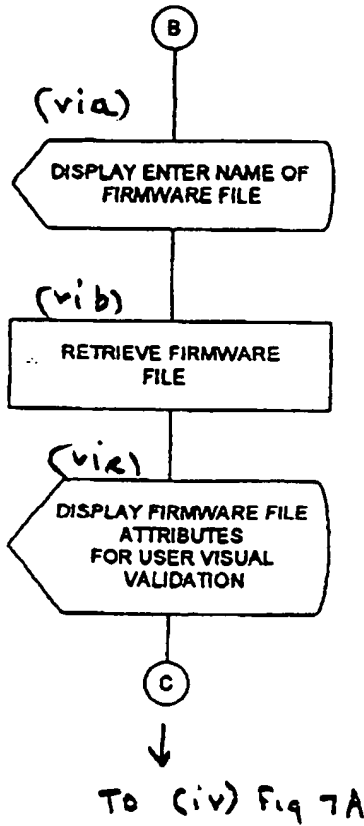 B
(via)
DISPLAY ENTER NAME OF
FIRMWARE FILE
(vib)
RETRIEVE FIRMWARE
FILE
(vic)
DISPLAY FIRMWARE FILE
ATTRIBUTES
FOR USER VISUAL
VALIDATION
C
TO (iv) Fig 7A